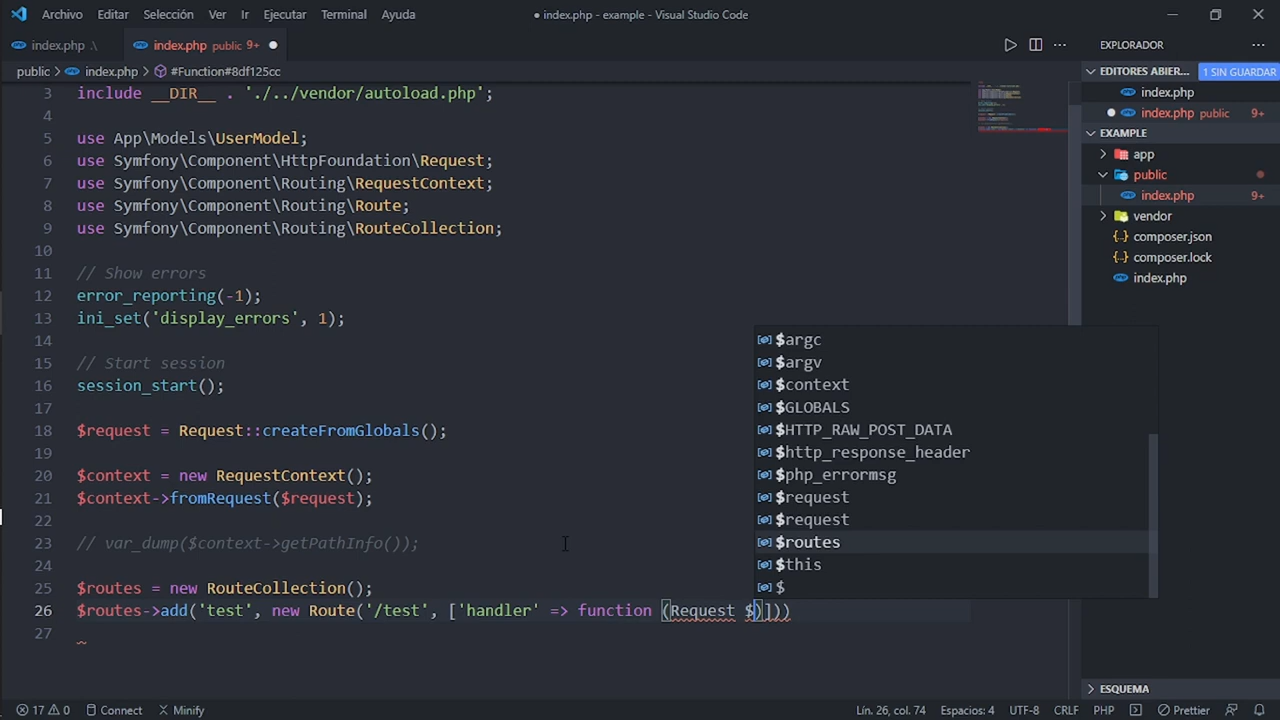 Archivo Editar Selección Ver Ir Ejecutar Terminal Ayuda
● index.php - example - Visual Studio Code
index.php .\
index.php public 9+ ●
public > index.php > #Function#8df125cc
3 include __DIR__ . './../vendor/autoload.php';
4
5 use App\Models\UserModel;
6 use Symfony\Component\HttpFoundation\Request;
7 use Symfony\Component\Routing\RequestContext;
8 use Symfony\Component\Routing\Route;
9 use Symfony\Component\Routing\RouteCollection;
10
11 // Show errors
12 error_reporting(-1);
13 ini_set('display_errors', 1);
14
15 // Start session
16 session_start();
17
18 $request = Request::createFromGlobals();
19
20 $context = new RequestContext();
21 $context->fromRequest($request);
22
23 // var_dump($context->getPathInfo());
24
25 $routes = new RouteCollection();
26 $routes->add('test', new Route('/test', ['handler' => function (Request $)]))
27
$argc
$argv
$context
$GLOBALS
$HTTP_RAW_POST_DATA
$http_response_header
$php_errormsg
$request
$request
$routes
$this
$
EXPLORADOR
EDITORES ABIER... 1 SIN GUARDAR
index.php
● index.php public 9+
EXAMPLE
app
public
index.php 9+
vendor
composer.json
composer.lock
index.php
ESQUEMA
17 0 Connect Minify
Lín. 26, col. 74 Espacios: 4 UTF-8 CRLF PHP Prettier